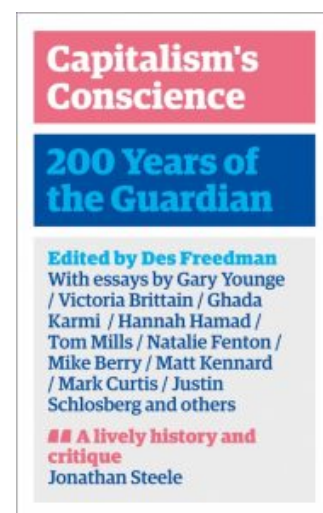 Capitalism's
Conscience
200 Years of
the Guardian
Edited by Des Freedman
With essays by Gary Younge
/ Victoria Brittain / Ghada
Karmi / Hannah Hamad /
Tom Mills / Natalie Fenton /
Mike Berry / Matt Kennard
/ Mark Curtis / Justin
Schlosberg and others
“ A lively history and
critique
Jonathan Steele